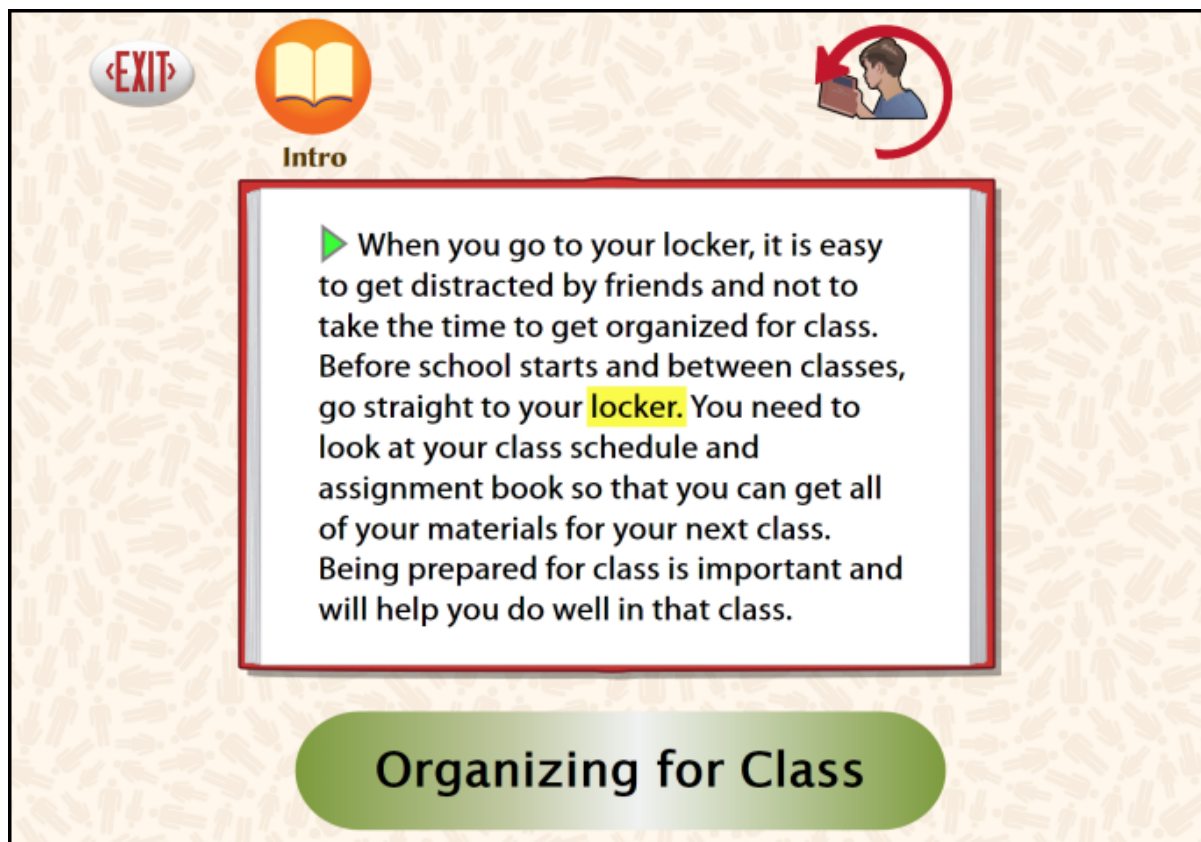 ‹EXIT›
Intro
When you go to your locker, it is easy
to get distracted by friends and not to
take the time to get organized for class.
Before school starts and between classes,
go straight to your locker. You need to
look at your class schedule and
assignment book so that you can get all
of your materials for your next class.
Being prepared for class is important and
will help you do well in that class.
Organizing for Class